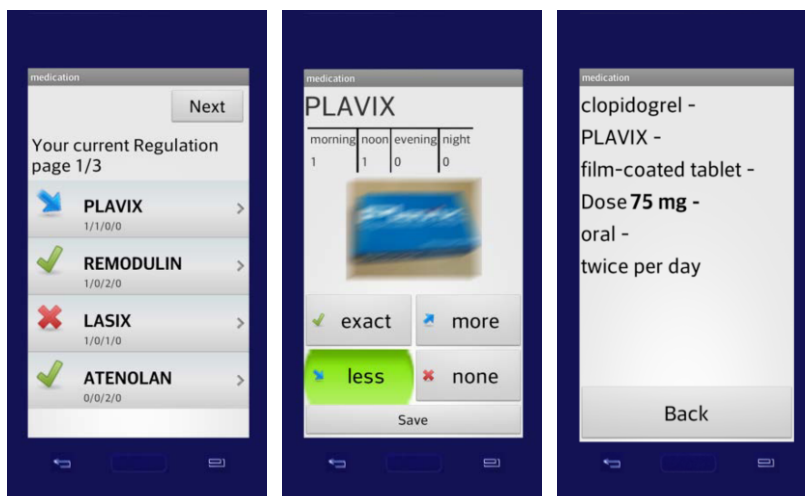 medication
Next
Your current Regulation
page 1/3
PLAVIX
1/1/0/0
REMODULIN
1/0/2/0
LASIX
1/0/1/0
ATENOLAN
0/0/2/0
medication
PLAVIX
morning noon evening night
1 1 0 0
exact more
less none
Save
medication
clopidogrel -
PLAVIX -
film-coated tablet -
Dose 75 mg -
oral -
twice per day
Back